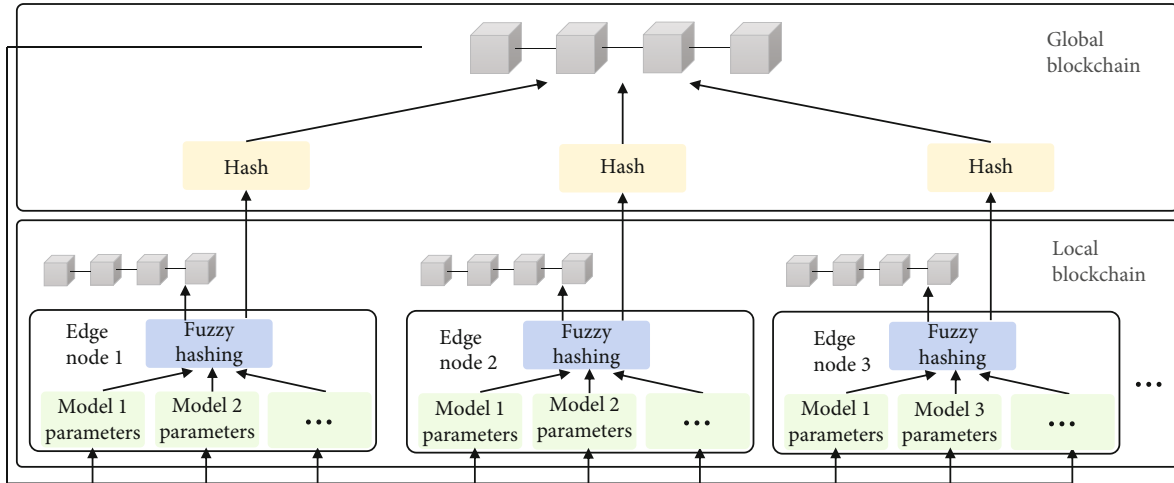 Global
blockchain
Hash
Hash
Hash
Local
blockchain
Edge
node 1
Fuzzy
hashing
Model 1
parameters
Model 2
parameters
...
Edge
node 2
Fuzzy
hashing
Model 1
parameters
Model 2
parameters
...
Edge
node 3
Fuzzy
hashing
Model 1
parameters
Model 3
parameters
...
...